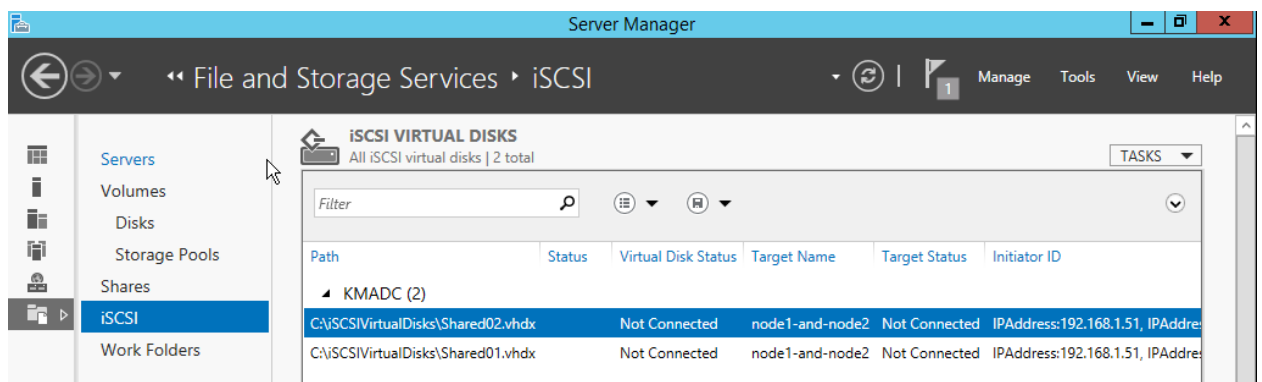 Server Manager
File and Storage Services iSCSI
1
Manage Tools View Help
Servers
Volumes
Disks
Storage Pools
Shares
iSCSI
Work Folders
iSCSI VIRTUAL DISKS
All iSCSI virtual disks | 2 total
TASKS
Filter
Path Status Virtual Disk Status Target Name Target Status Initiator ID
KMADC (2)
C:\iSCSIVirtualDisks\Shared02.vhdx Not Connected node1-and-node2 Not Connected IPAddress:192.168.1.51, IPAddres
C:\iSCSIVirtualDisks\Shared01.vhdx Not Connected node1-and-node2 Not Connected IPAddress:192.168.1.51, IPAddres